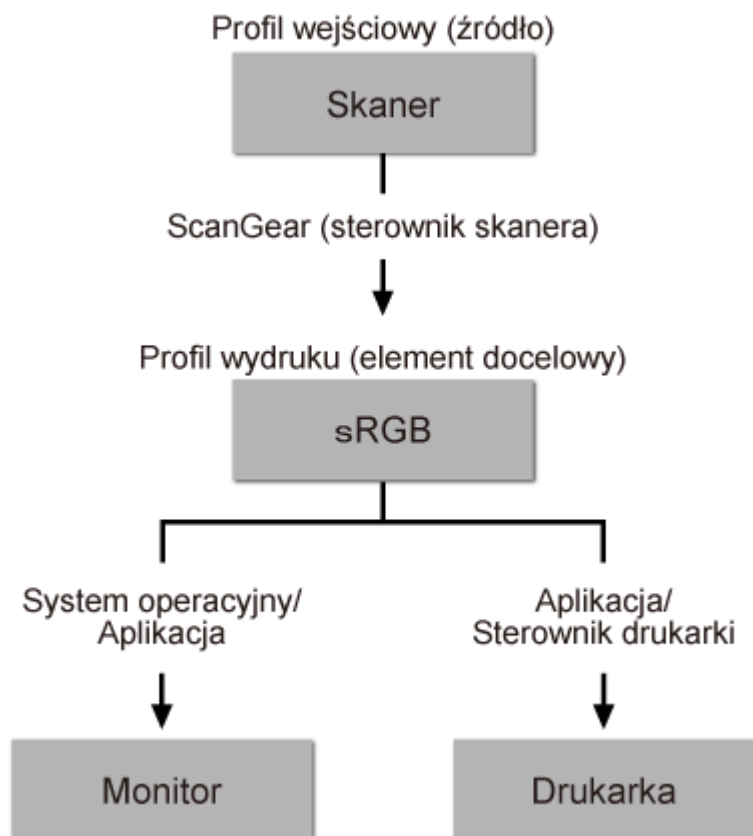 Profil wejściowy (źródło)
Skaner
ScanGear (sterownik skanera)
Profil wydruku (element docelowy)
sRGB
System operacyjny/
Aplikacja
Aplikacja/
Sterownik drukarki
Monitor
Drukarka